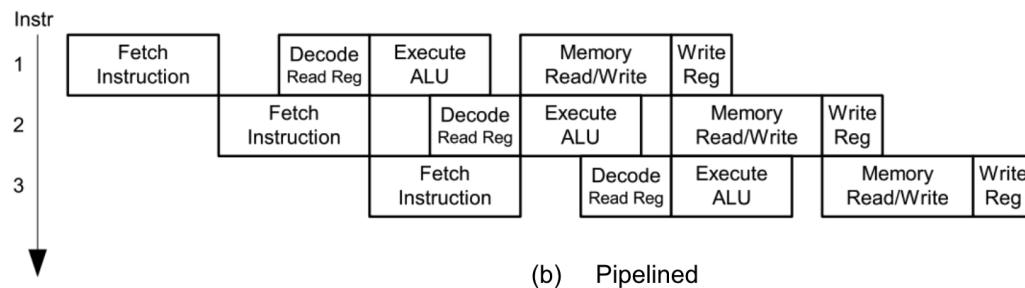 Instr
1
Fetch
Instruction
Decode
Read Reg
Execute
ALU
Memory
Read/Write
Write
Reg
2
Fetch
Instruction
Decode
Read Reg
Execute
ALU
Memory
Read/Write
Write
Reg
3
Fetch
Instruction
Decode
Read Reg
Execute
ALU
Memory
Read/Write
Write
Reg
(b) Pipelined